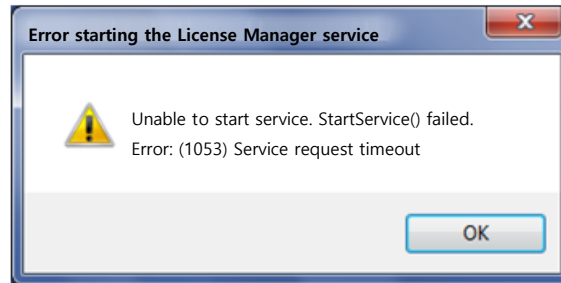 Error starting the License Manager service
Unable to start service. StartService() failed.
Error: (1053) Service request timeout
OK